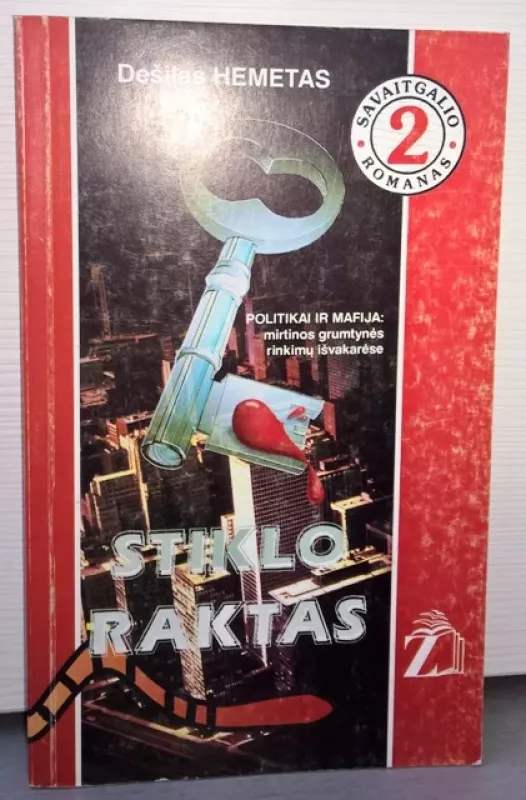 Dešilas HEMETAS
SAVAITGALIO
2
ROMANAS
POLITIKAI IR MAFIJA:
mirtinos grumtynės
rinkimų išvakarėse
STIKLO
RAKTAS
Z